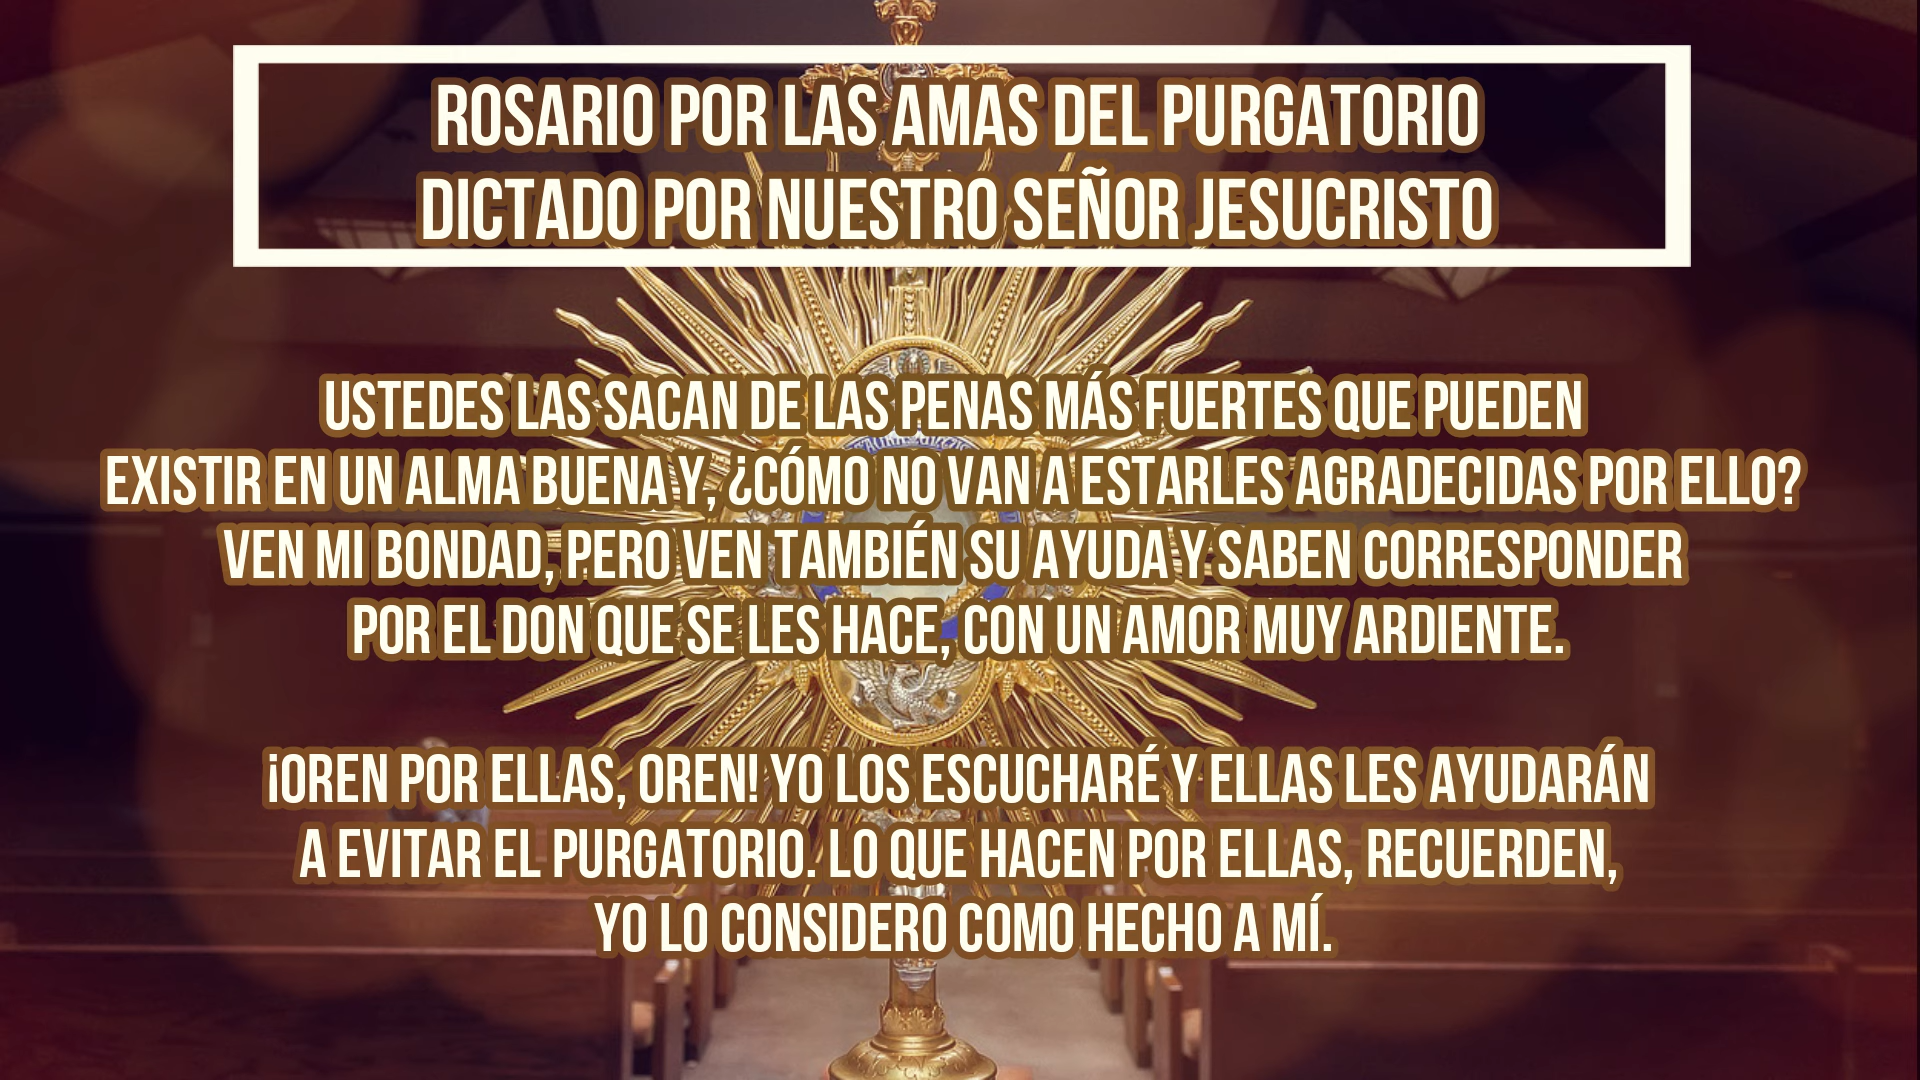 ROSARIO POR LAS AMAS DEL PURGATORIO
DICTADO POR NUESTRO SEÑOR JESUCRISTO
USTEDES LAS SACAN DE LAS PENAS MÁS FUERTES QUE PUEDEN
EXISTIR EN UN ALMA BUENA Y, ¿CÓMO NO VAN A ESTARLES AGRADECIDAS POR ELLO?
VEN MI BONDAD, PERO VEN TAMBIÉN SU AYUDA Y SABEN CORRESPONDER
POR EL DON QUE SE LES HACE, CON UN AMOR MUY ARDIENTE.
¡OREN POR ELLAS, OREN! YO LOS ESCUCHARÉ Y ELLAS LES AYUDARÁN
A EVITAR EL PURGATORIO. LO QUE HACEN POR ELLAS, RECUERDEN,
YO LO CONSIDERO COMO HECHO A MÍ.